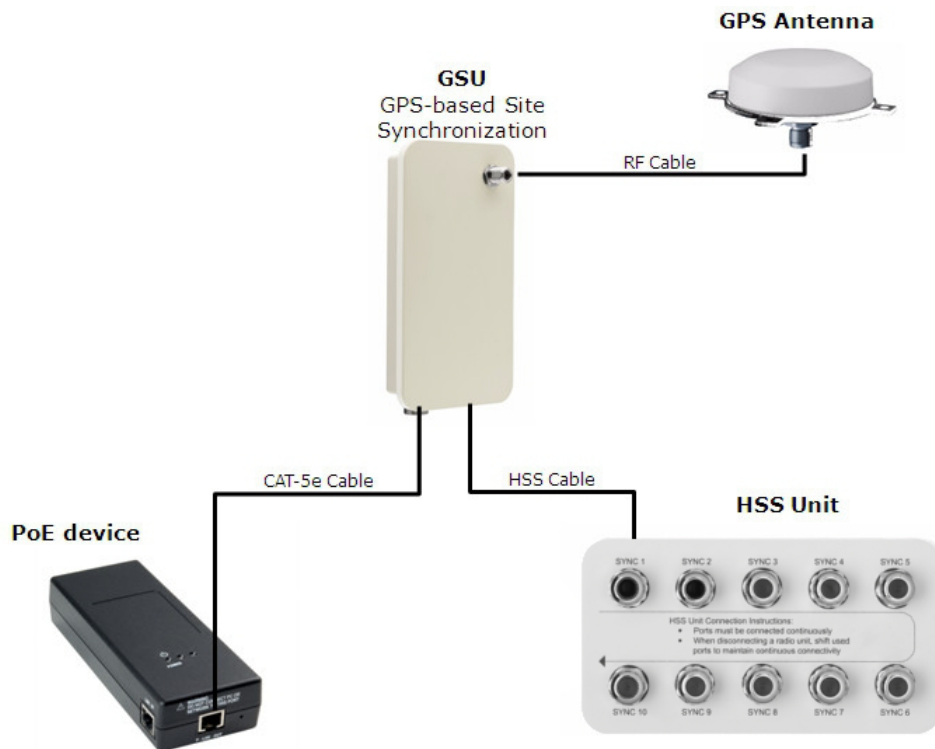 GPS Antenna
GSU
GPS-based Site
Synchronization
RF Cable
CAT-5e Cable
HSS Cable
PoE device
HSS Unit
SYNC 1 SYNC 2 SYNC 3 SYNC 4 SYNC 5
HSS Unit Connection Instructions:
• Ports must be connected continuously
• When disconnecting a radio unit, shift used
ports to maintain continuous connectivity
SYNC 10 SYNC 9 SYNC 8 SYNC 7 SYNC 6